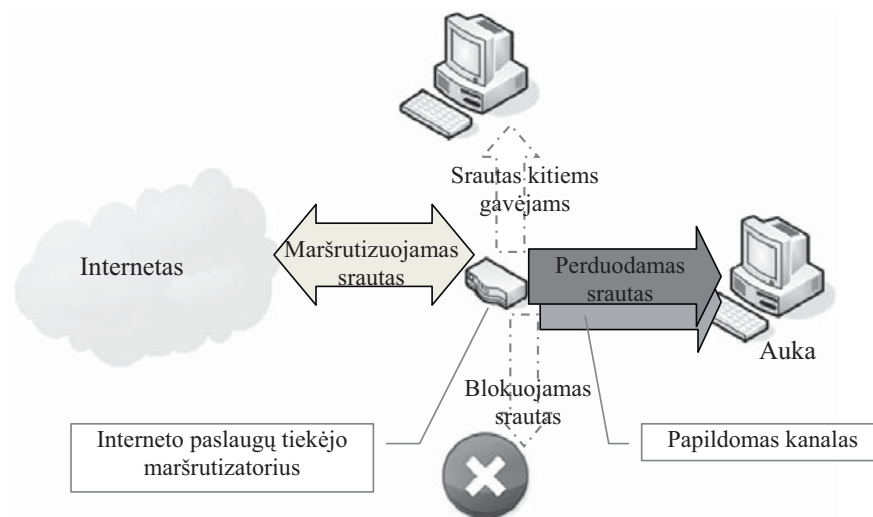 Srautas kitiems
gavėjams
Internetas
Maršrutizuojamas
srautas
Perduodamas
srautas
Auka
Blokuojamas
srautas
Interneto paslaugų tiekėjo
maršrutizatorius
Papildomas kanalas